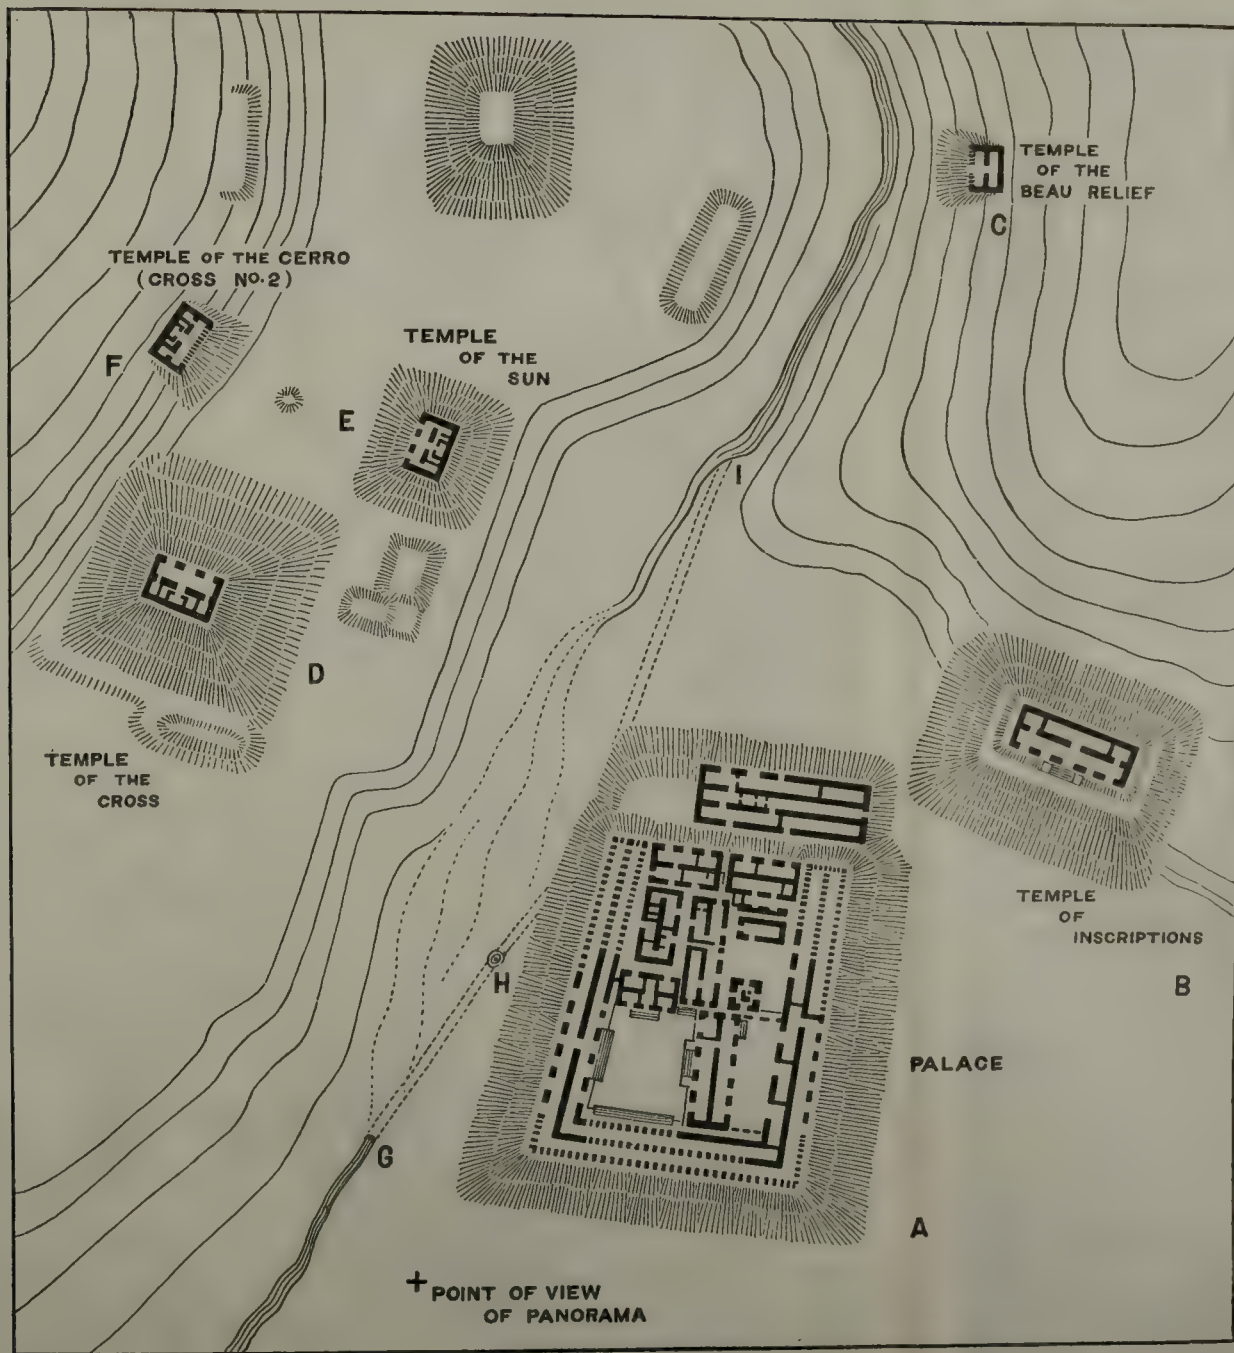 TEMPLE
OF THE
BEAU RELIEF
C
TEMPLE OF THE CERRO
(CROSS NO. 2)
F
TEMPLE
OF THE
SUN
E
I
D
TEMPLE
OF THE
CROSS
TEMPLE
OF
INSCRIPTIONS
B
H
PALACE
G
A
+ POINT OF VIEW
OF PANORAMA